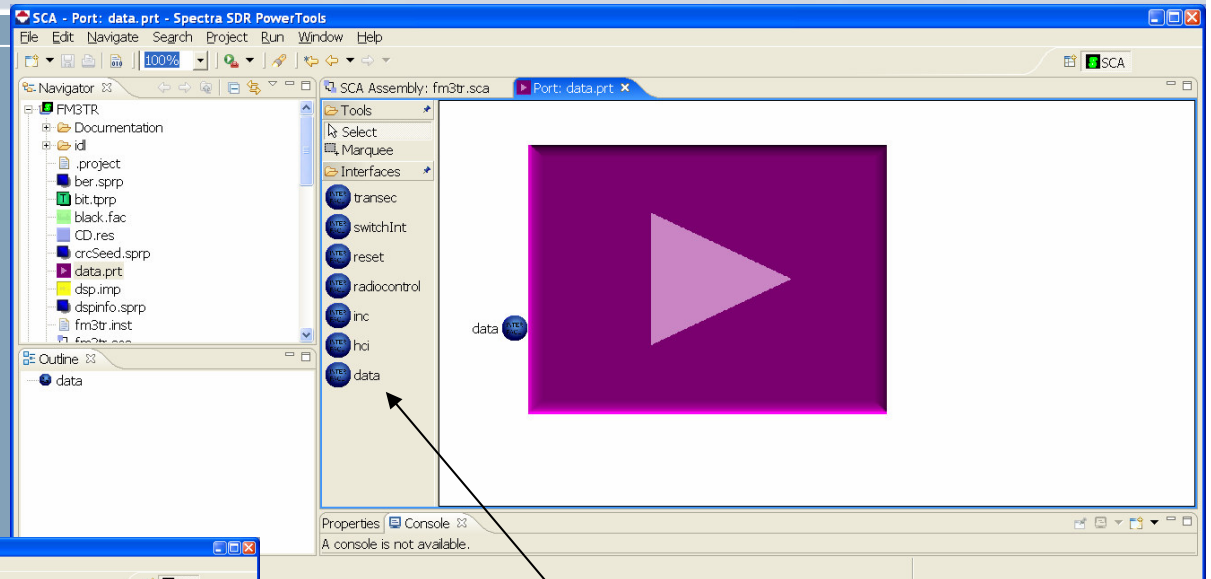 SCA - Port: data.prt - Spectra SDR PowerTools
File Edit Navigate Search Project Run Window Help
100%
SCA
Navigator
FM3TR
Documentation
idl
.project
ber.sprp
bit.tprp
black.fac
CD.res
crcSeed.sprp
data.prt
dsp.imp
dspinfo.sprp
fm3tr.inst
Outline
data
SCA Assembly: fm3tr.sca
Port: data.prt
Tools
Select
Marquee
Interfaces
transec
switchInt
reset
radiocontrol
inc
hci
data
data
Properties Console
A console is not available.